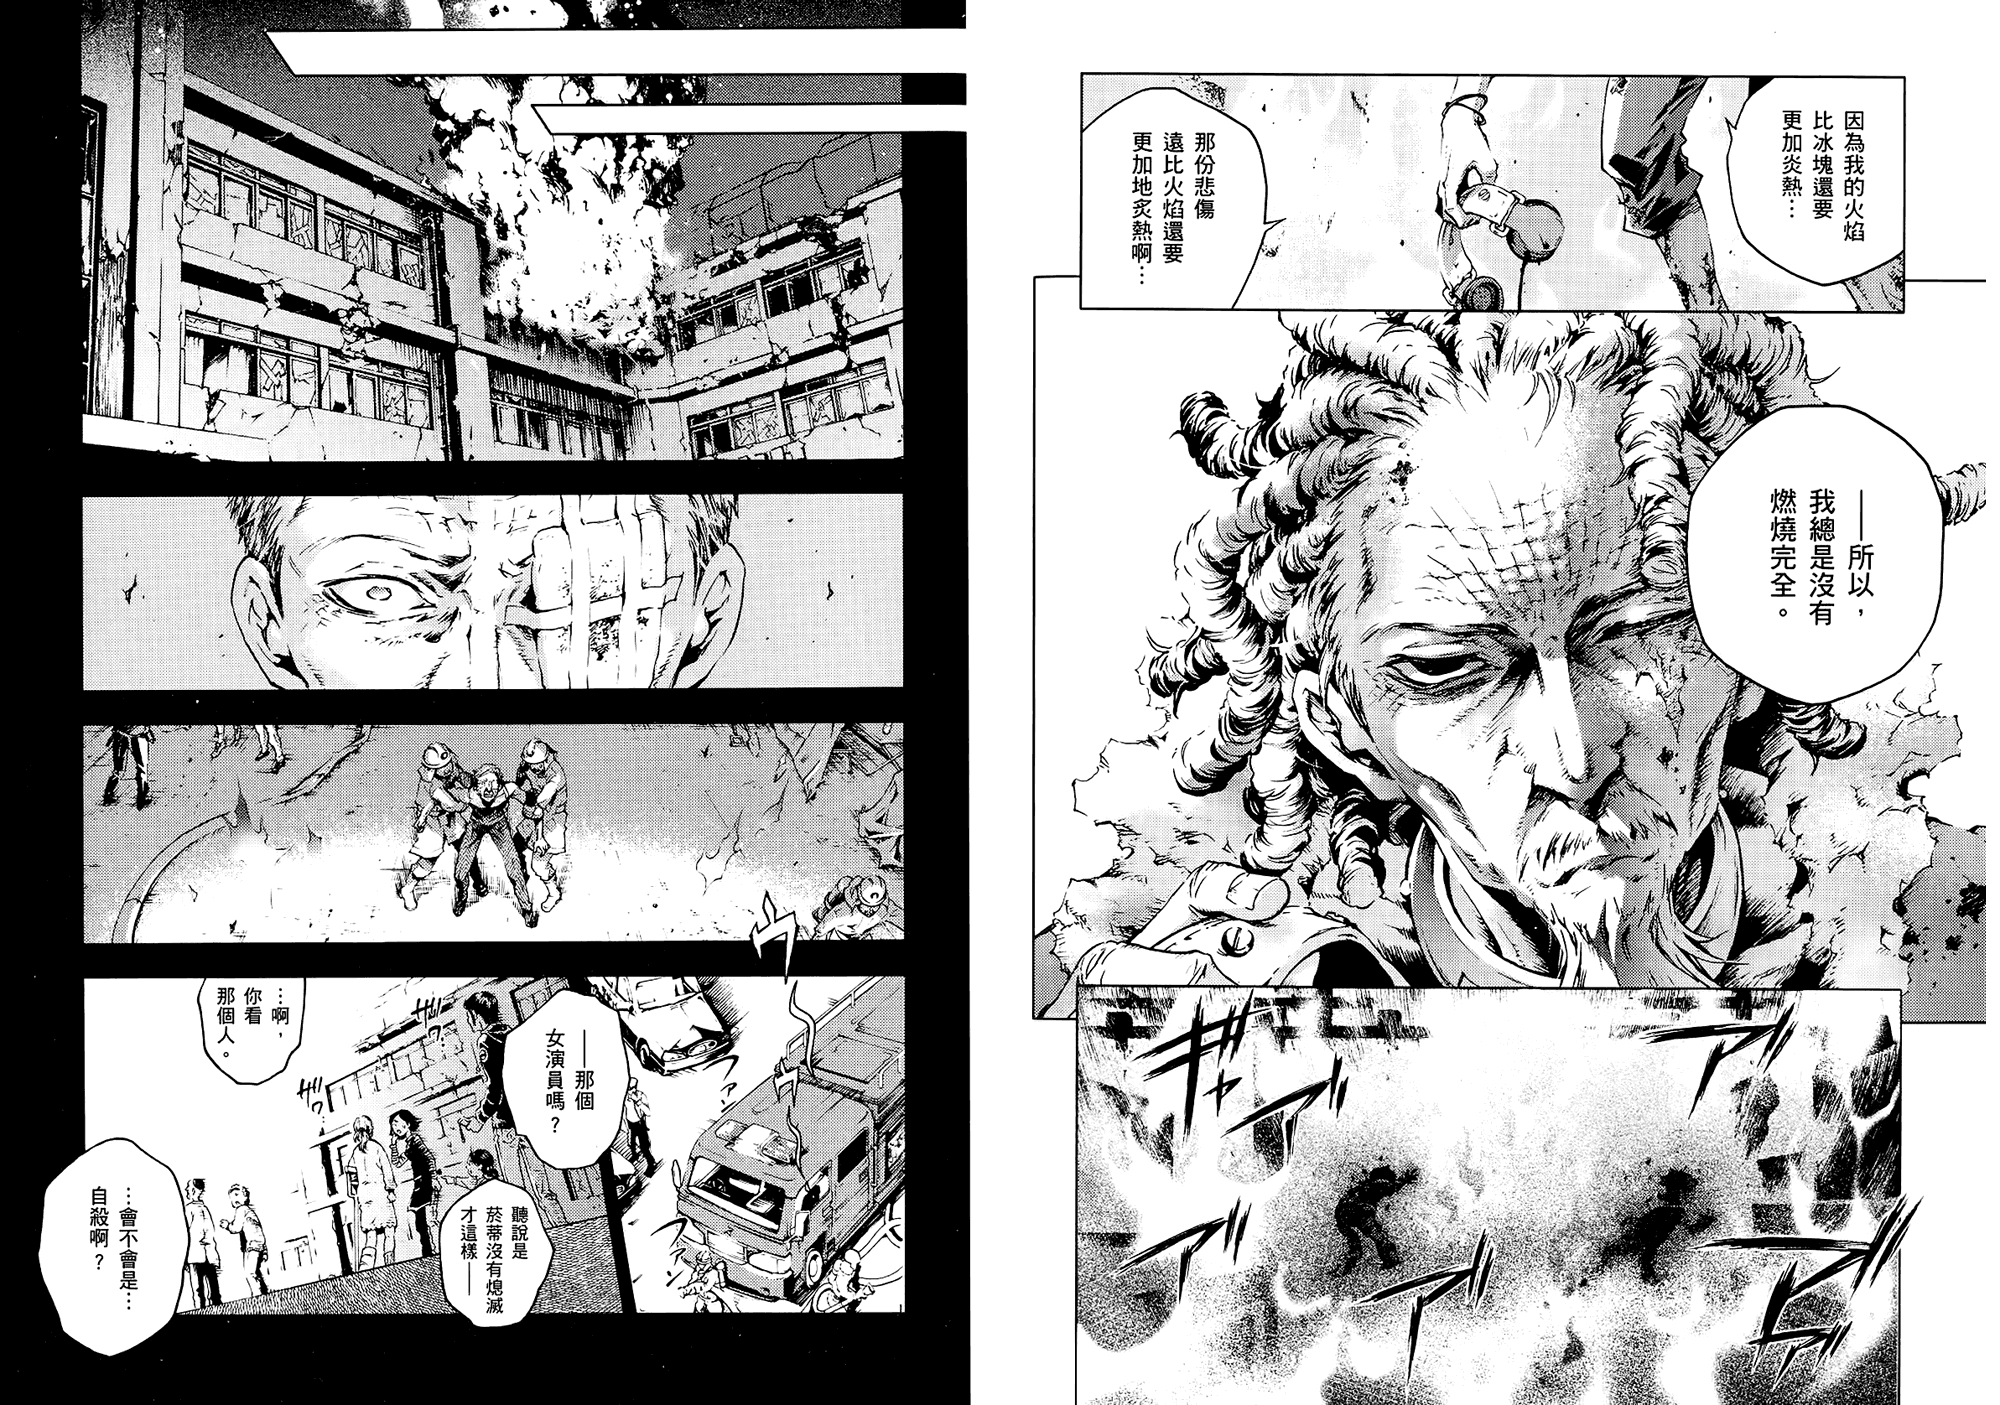 因為我的火焰
比冰塊還要
更加炎熱…
那份悲傷
遠比火焰還要
更加地炙熱啊…
──所以，
我總是沒有
燃燒完全。
──那個
女演員嗎？
聽說是
菸蒂沒有熄滅
才這樣──
…啊，
你看
那個人。
…會不會是…
自殺啊？